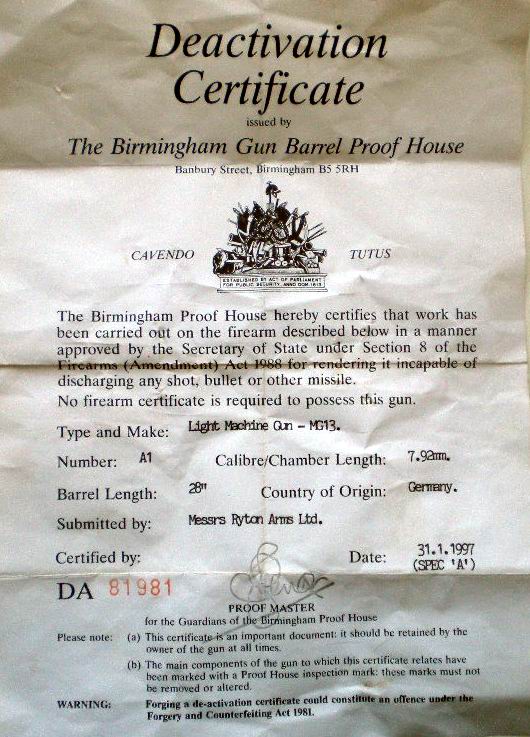 Deactivation
Certificate
issued by
The Birmingham Gun Barrel Proof House
Banbury Street, Birmingham B5 5RH
CAVENDO TUTUS
ESTABLISHED BY ACT OF PARLIAMENT
FOR PUBLIC SECURITY, ANNO DOM. 1813
The Birmingham Proof House hereby certifies that work has
been carried out on the firearm described below in a manner
approved by the Secretary of State under Section 8 of the
Firearms (Amendment) Act 1988 for rendering it incapable of
discharging any shot, bullet or other missile.
No firearm certificate is required to possess this gun.
Type and Make: Light Machine Gun - MG13.
Number: A1 Calibre/Chamber Length: 7.92mm.
Barrel Length: 28" Country of Origin: Germany.
Submitted by: Messrs Ryton Arms Ltd.
Certified by: Date: 31.1.1997
(SPEC 'A')
DA 81981
PROOF MASTER
for the Guardians of the Birmingham Proof House
Please note: (a) This certificate is an important document: it should be retained by the
owner of the gun at all times.
(b) The main components of the gun to which this certificate relates have
been marked with a Proof House inspection mark: these marks must not
be removed or altered.
WARNING: Forging a de-activation certificate could constitute an offence under the
Forgery and Counterfeiting Act 1981.